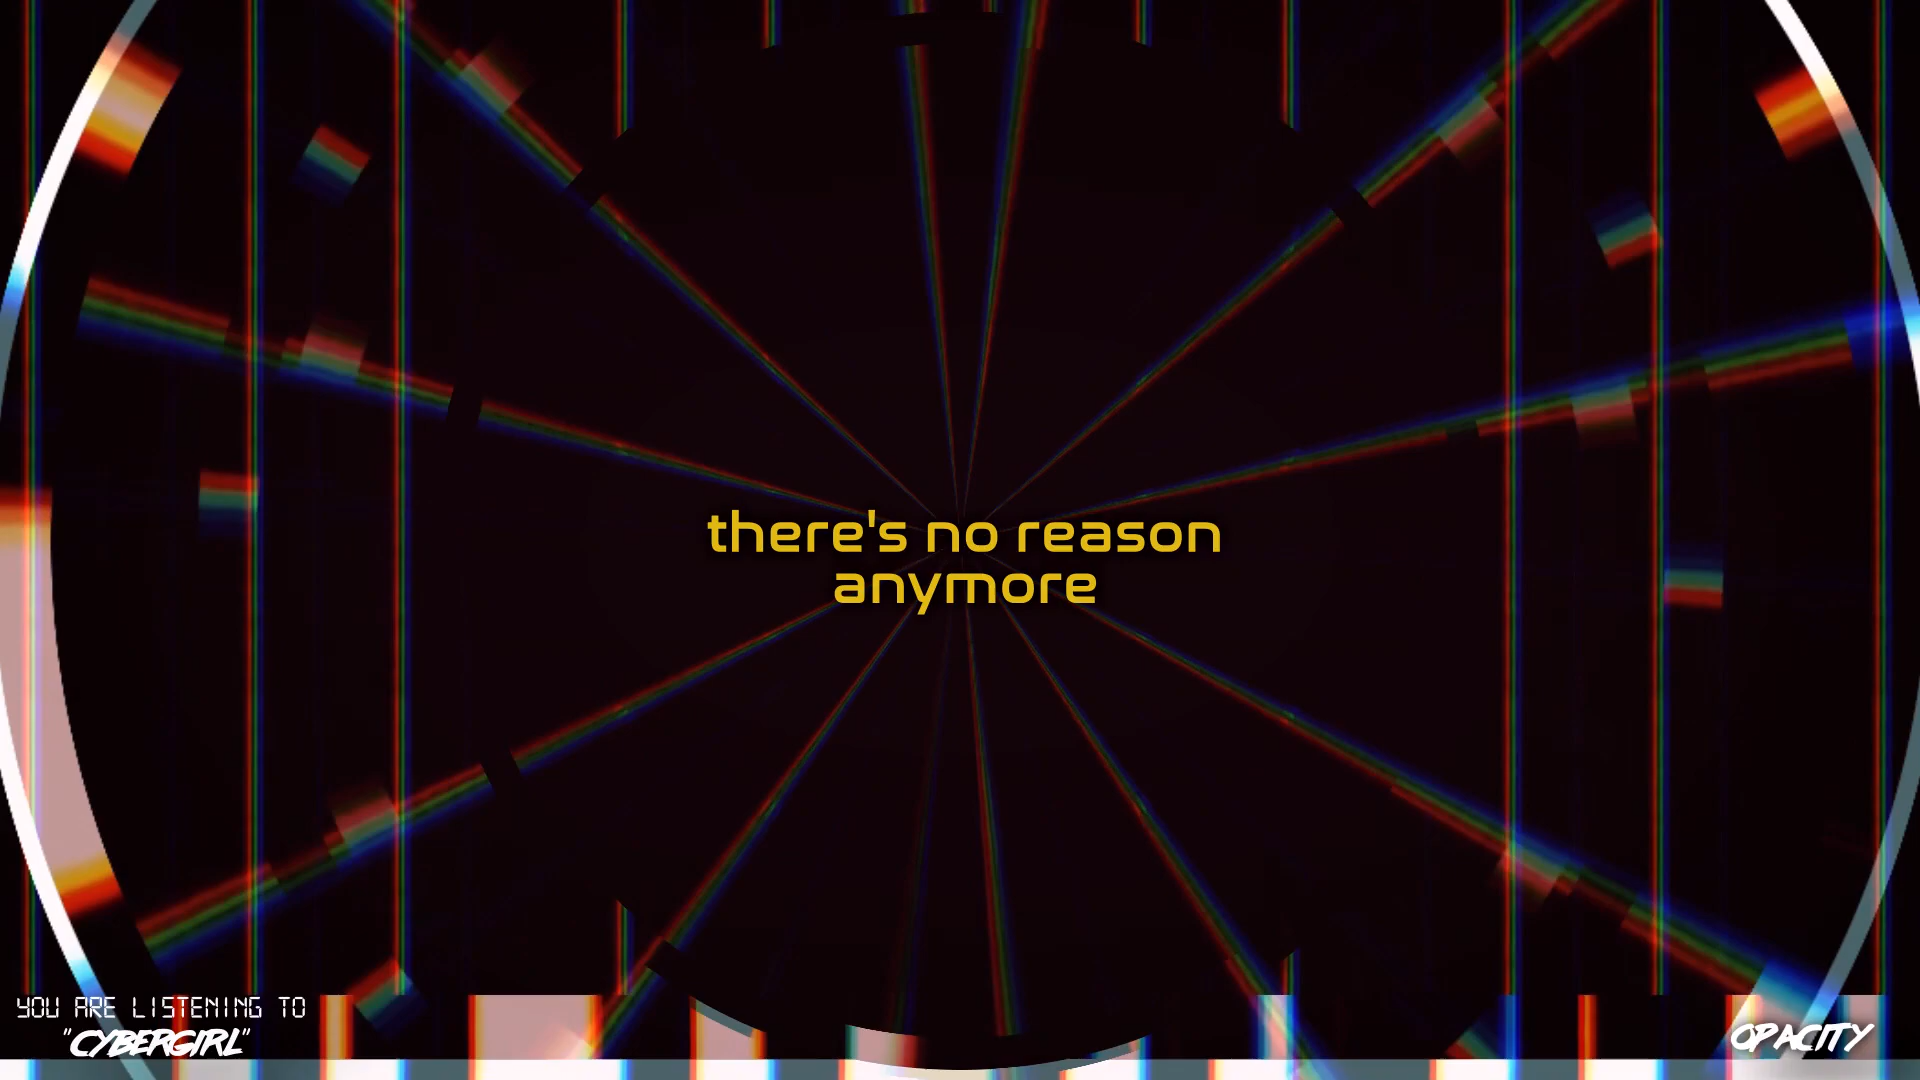 there's no reason
anymore
YOU ARE LISTENING TO
"CYBERGIRL"
OPACITY